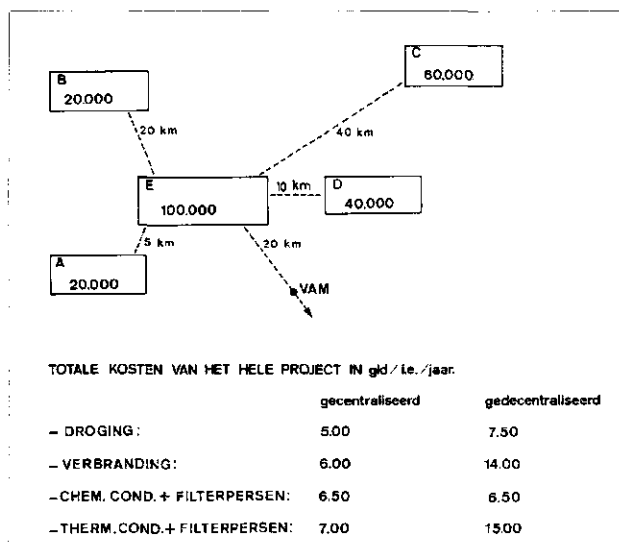 B
20.000
C
60,000
20 km
40 km
E
100.000
10 km
D
40,000
5 km
20 km
A
20.000
VAM
TOTALE KOSTEN VAN HET HELE PROJECT IN gld/i.e./jaar.
gecentraliseerd gedecentraliseerd
— DROGING: 5.00 7.50
— VERBRANDING: 6.00 14.00
—CHEM. COND. + FILTERPERSEN: 6.50 6.50
—THERM. COND. + FILTERPERSEN: 7.00 15.00